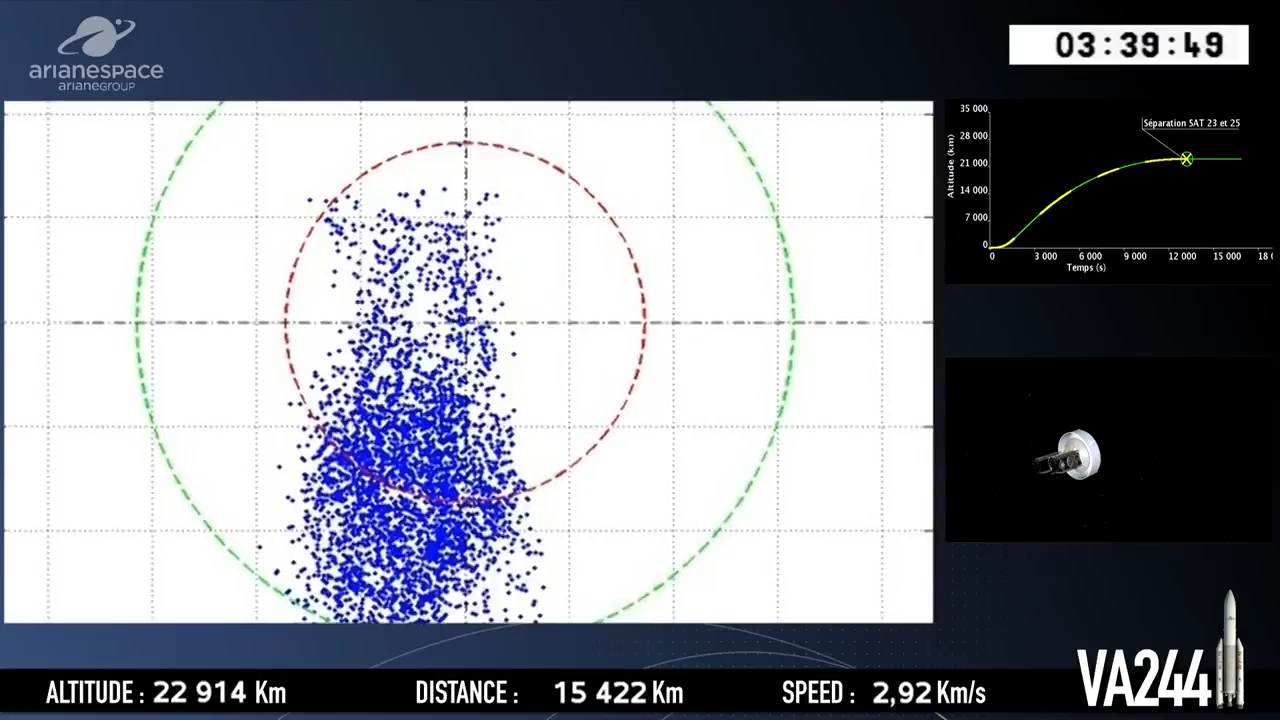 arianespace
arianeGROUP
03:39:49
35 000
28 000
21 000
14 000
7 000
0
Altitude (km)
Séparation SAT 23 et 25
0 3 000 6 000 9 000 12 000 15 000 18 0
Temps (s)
ALTITUDE : 22 914 Km
DISTANCE : 15 422 Km
SPEED : 2,92 Km/s
VA244